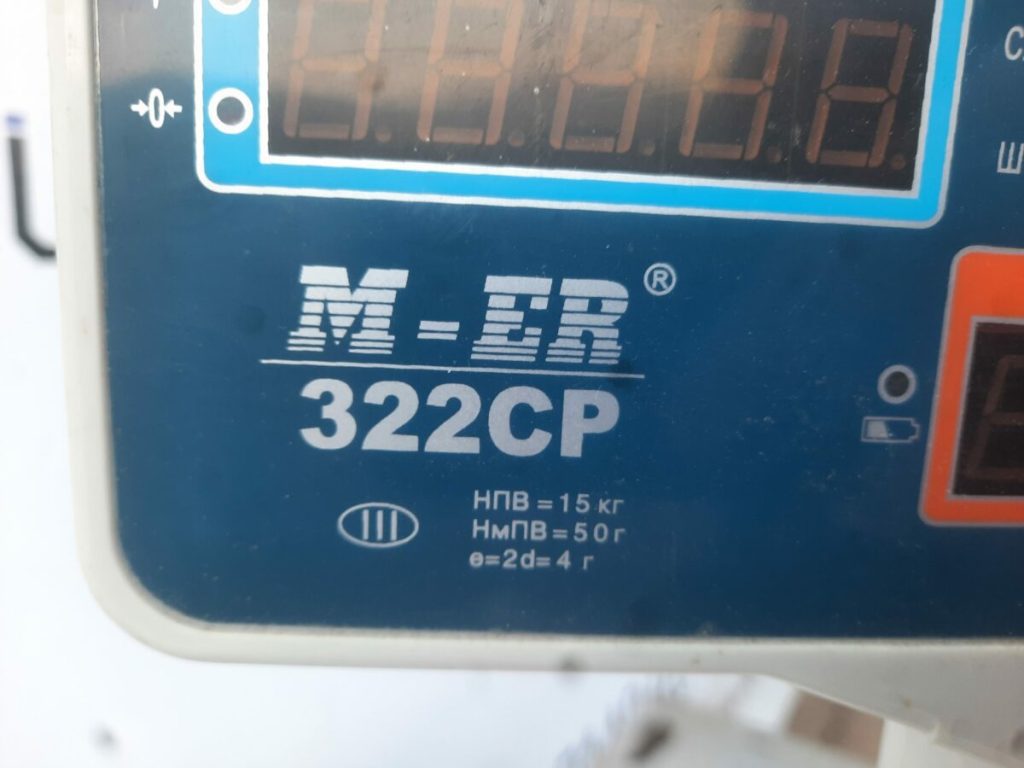 M-ER®
322CP
III
НПВ = 15 кг
НмПВ = 50 г
e=2d= 4 г